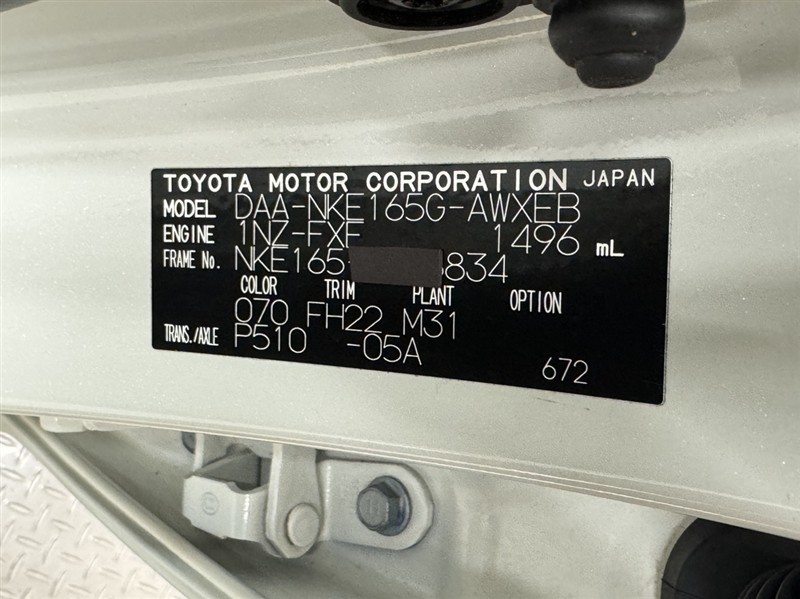 TOYOTA MOTOR CORPORATION JAPAN
MODEL DAA-NKE165G-AWXEB
ENGINE 1NZ-FXE 1496 mL
FRAME No. NKE165- 834
COLOR TRIM PLANT OPTION
070 FH22 M31
TRANS./AXLE P510 -05A
672